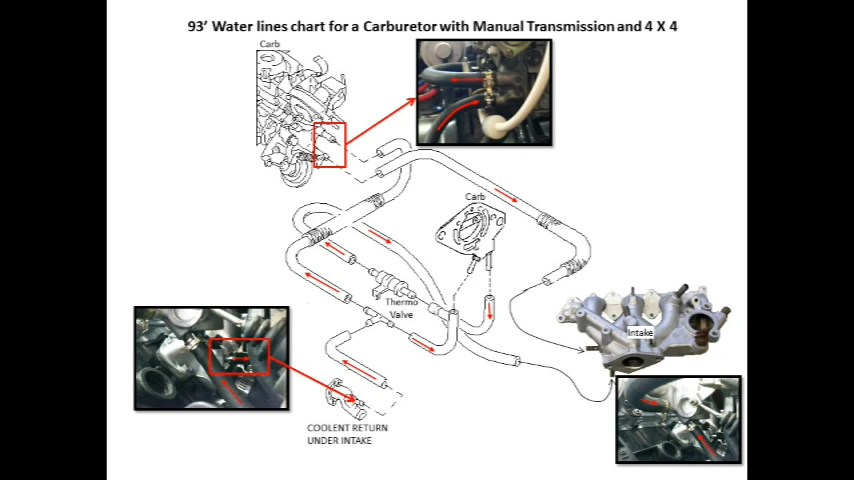 93’ Water lines chart for a Carburetor with Manual Transmission and 4 X 4
Carb
Carb
Thermo
Valve
Intake
COOLENT RETURN
UNDER INTAKE